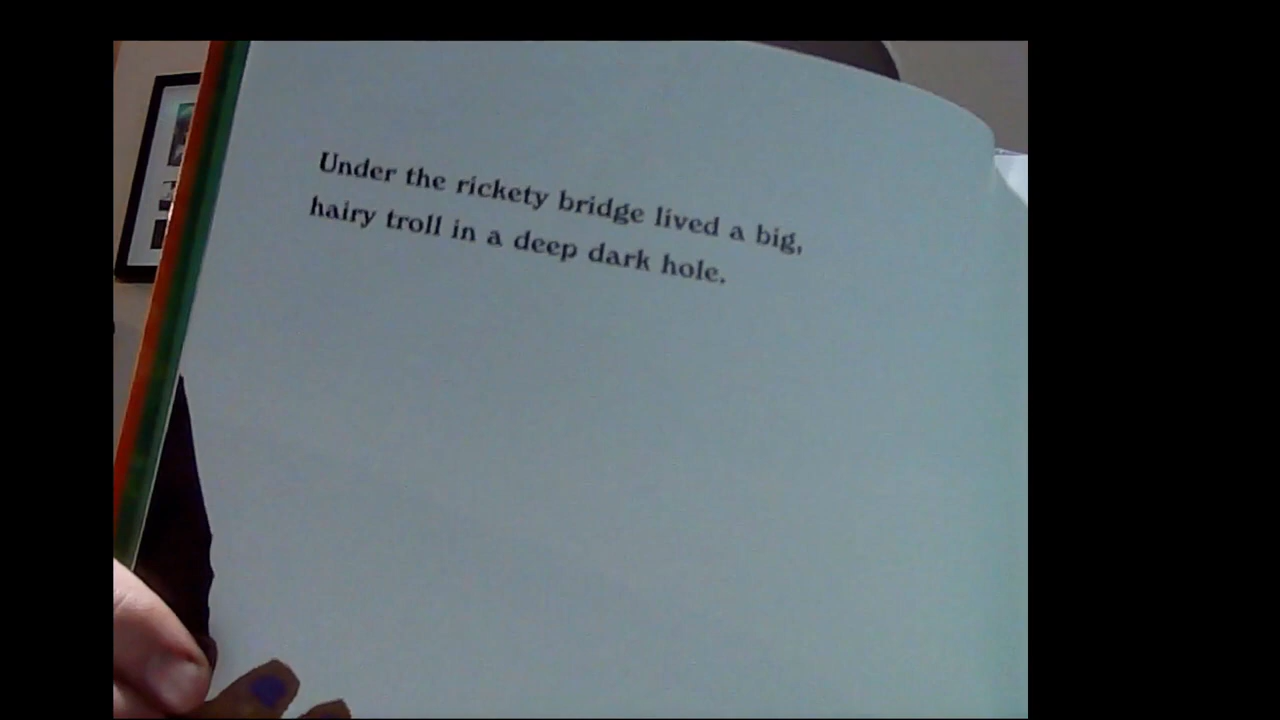 Under the rickety bridge lived a big,
hairy troll in a deep dark hole.